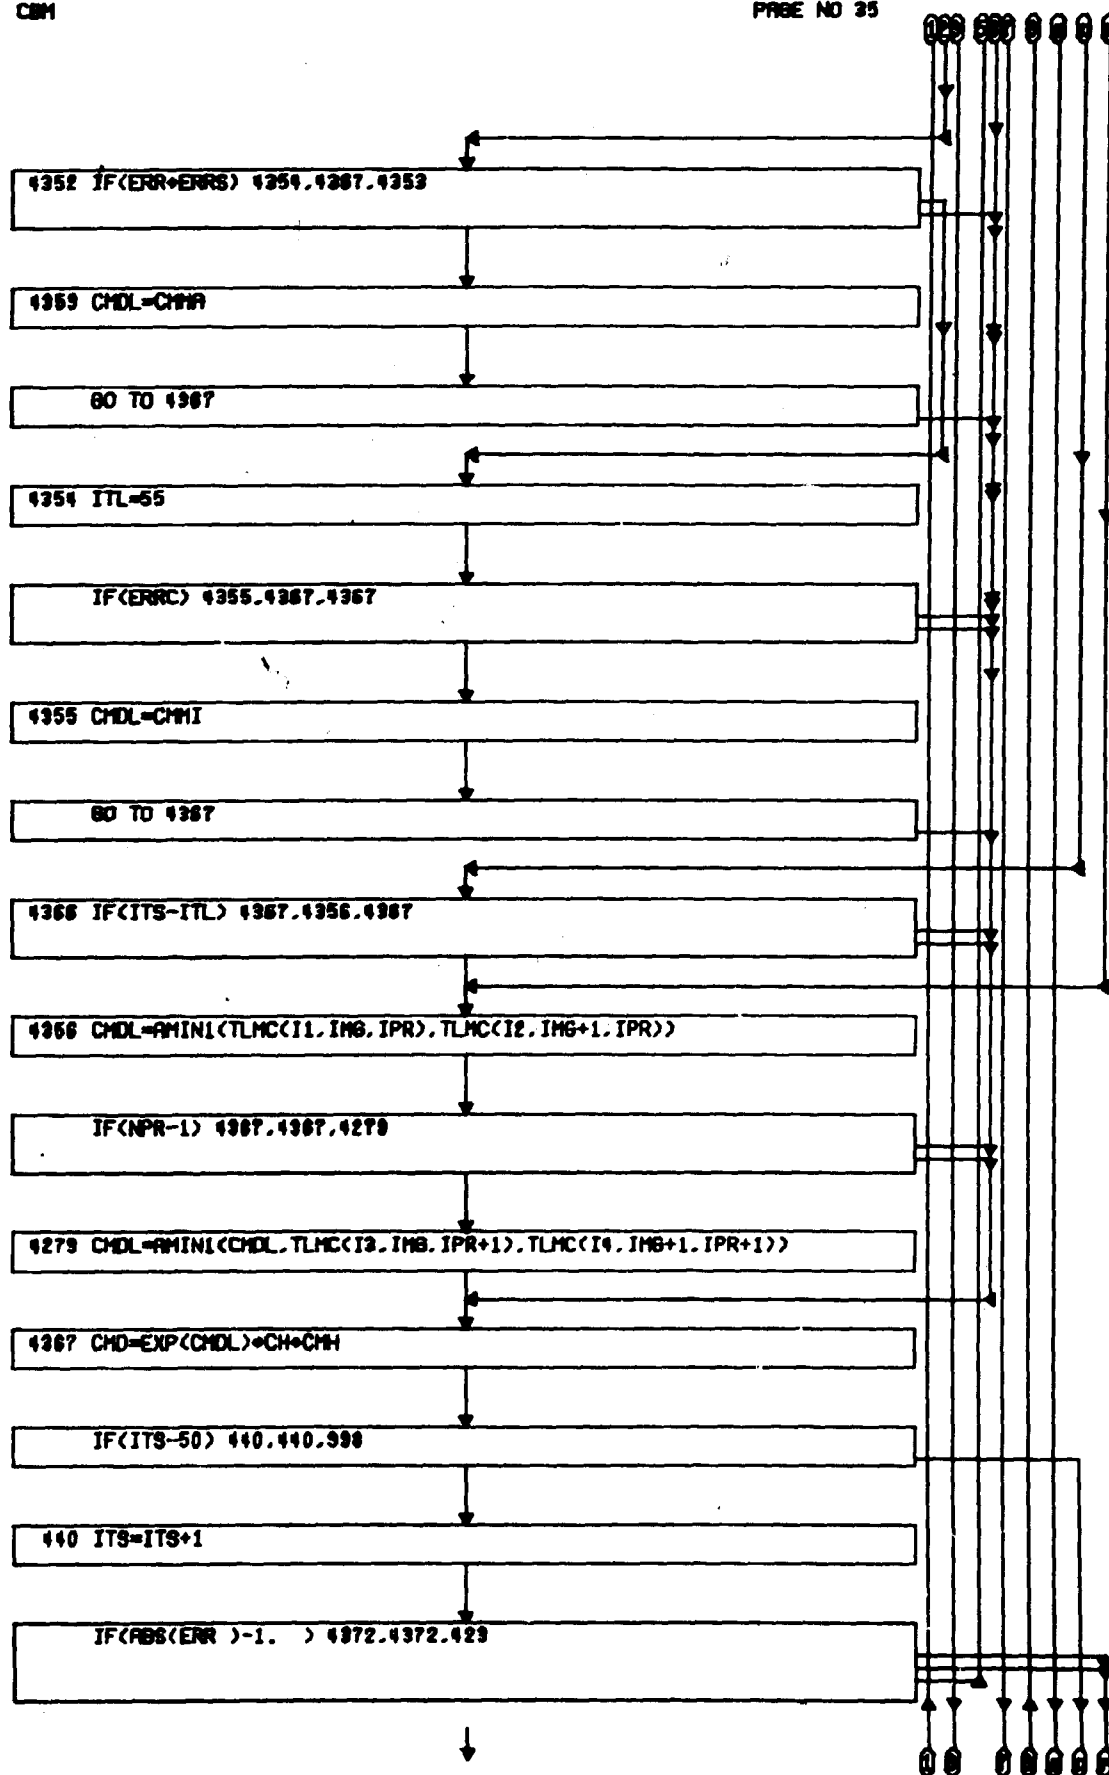 CBM PAGE NO 35
4352 IF(ERR*ERRS) 4354,4367,4353
4353 CMDL=CMMA
GO TO 4367
4354 ITL=55
IF(ERRC) 4355,4367,4367
4355 CMDL=CMMI
GO TO 4367
4366 IF(ITS-ITL) 4367,4356,4367
4356 CMDL=AMIN1(TLMC(I1,IMG,IPR),TLMC(I2,IMG+1,IPR))
IF(NPR-1) 4367,4367,4279
4279 CMDL=AMIN1(CMDL,TLMC(I3,IMG,IPR+1),TLMC(I4,IMG+1,IPR+1))
4367 CMD=EXP(CMDL)*CH*CMH
IF(ITS-50) 440,440,998
440 ITS=ITS+1
IF(ABS(ERR )-1. ) 4372,4372,423